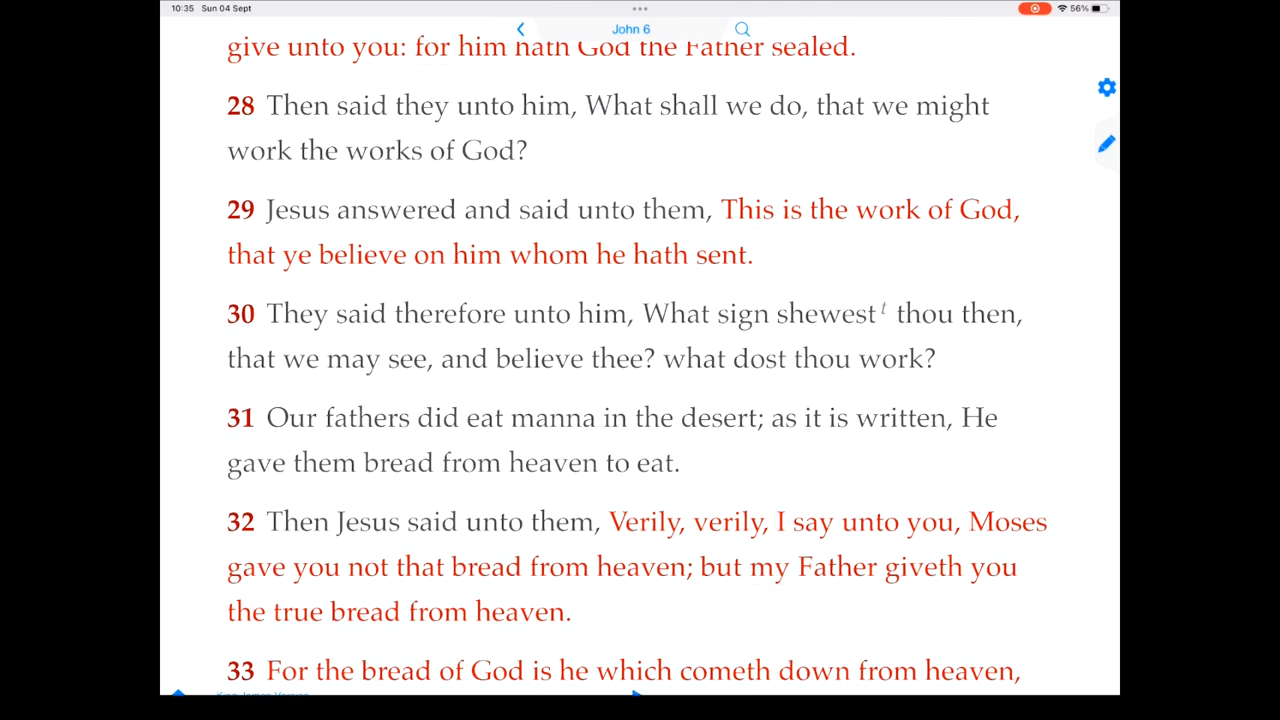 10:35 Sun 04 Sept 56%
John 6
give unto you: for him hath God the Father sealed.
28 Then said they unto him, What shall we do, that we might
work the works of God?
29 Jesus answered and said unto them, This is the work of God,
that ye believe on him whom he hath sent.
30 They said therefore unto him, What sign shewest t thou then,
that we may see, and believe thee? what dost thou work?
31 Our fathers did eat manna in the desert; as it is written, He
gave them bread from heaven to eat.
32 Then Jesus said unto them, Verily, verily, I say unto you, Moses
gave you not that bread from heaven; but my Father giveth you
the true bread from heaven.
33 For the bread of God is he which cometh down from heaven,
King James Version